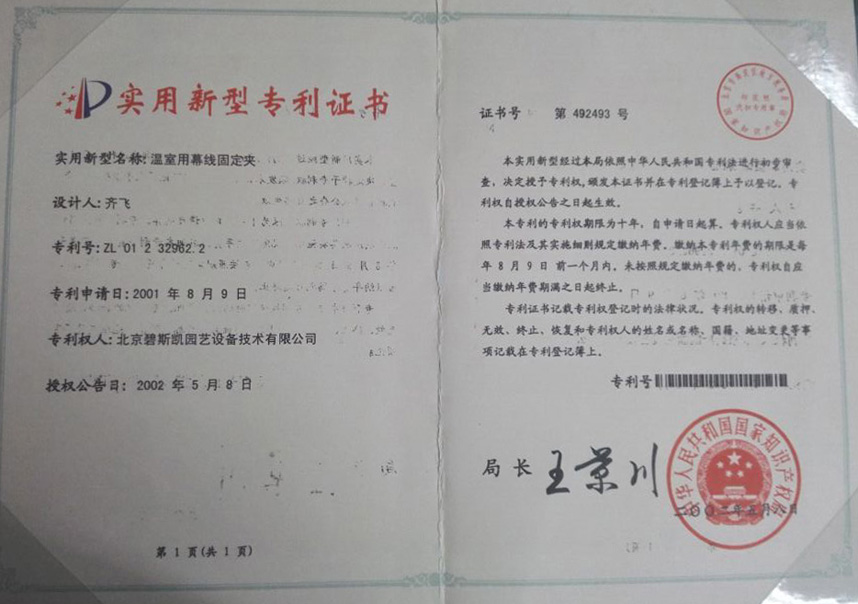 实用新型专利证书
实用新型名称: 温室用幕线固定夹
设计人: 齐飞
专利号: ZL 01 2 32962.2
专利申请日: 2001 年 8 月 9 日
专利权人: 北京碧斯凯园艺设备技术有限公司
授权公告日: 2002 年 5 月 8 日
第 1 页(共 1 页)
证书号 第 492493 号
本实用新型经过本局依照中华人民共和国专利法进行初步审
查,决定授予专利权,颁发本证书并在专利登记簿上予以登记。专
利权自授权公告之日起生效。
本专利的专利权期限为十年,自申请日起算。专利权人应当依
照专利法及其实施细则规定缴纳年费。缴纳本专利年费的期限是每
年 8 月 9 日 前一个月内。未按照规定缴纳年费的,专利权自应
当缴纳年费期满之日起终止。
专利证书记载专利权登记时的法律状况。专利权的转移、质押、
无效、终止、恢复和专利权人的姓名或名称、国籍、地址变更等事
项记载在专利登记簿上。
专利号
局长 王景川
中华人民共和国国家知识产权局
二〇〇二年五月八日